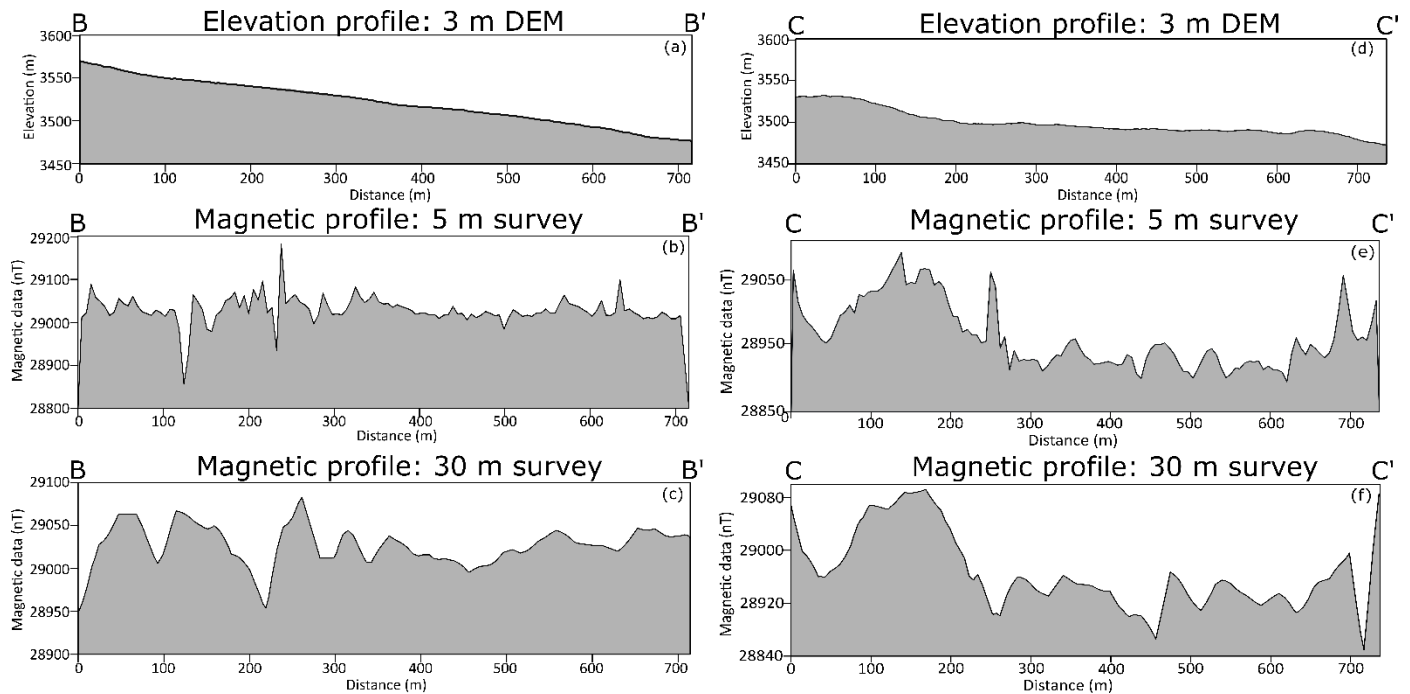 B Elevation profile: 3 m DEM B'
(a)
Elevation (m)
3600
3550
3500
3450
0 100 200 300 400 500 600 700
Distance (m)
C Elevation profile: 3 m DEM C'
(d)
Elevation (m)
3600
3550
3500
3450
0 100 200 300 400 500 600 700
Distance (m)
B Magnetic profile: 5 m survey B'
(b)
Magnetic data (nT)
29200
29100
29000
28900
28800
0 100 200 300 400 500 600 700
Distance (m)
C Magnetic profile: 5 m survey C'
(e)
Magnetic data (nT)
29050
28950
28850
0 100 200 300 400 500 600 700
Distance (m)
B Magnetic profile: 30 m survey B'
(c)
Magnetic data (nT)
29100
29050
29000
28950
28900
0 100 200 300 400 500 600 700
Distance (m)
C Magnetic profile: 30 m survey C'
(f)
Magnetic data (nT)
29080
29000
28920
28840
0 100 200 300 400 500 600 700
Distance (m)